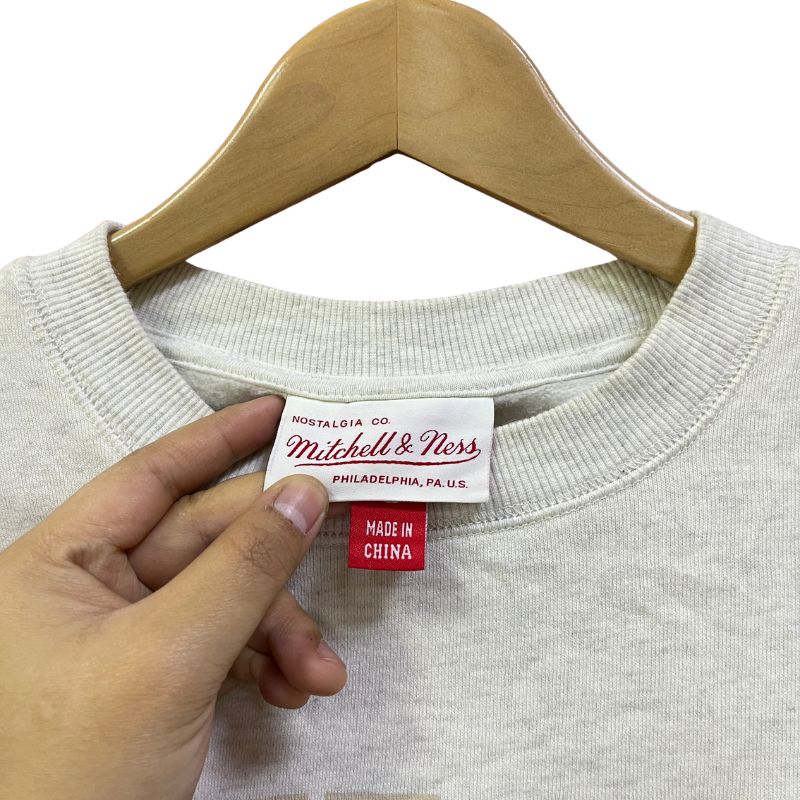 NOSTALGIA CO.
Mitchell & Ness
PHILADELPHIA, PA. U.S.
MADE IN
CHINA